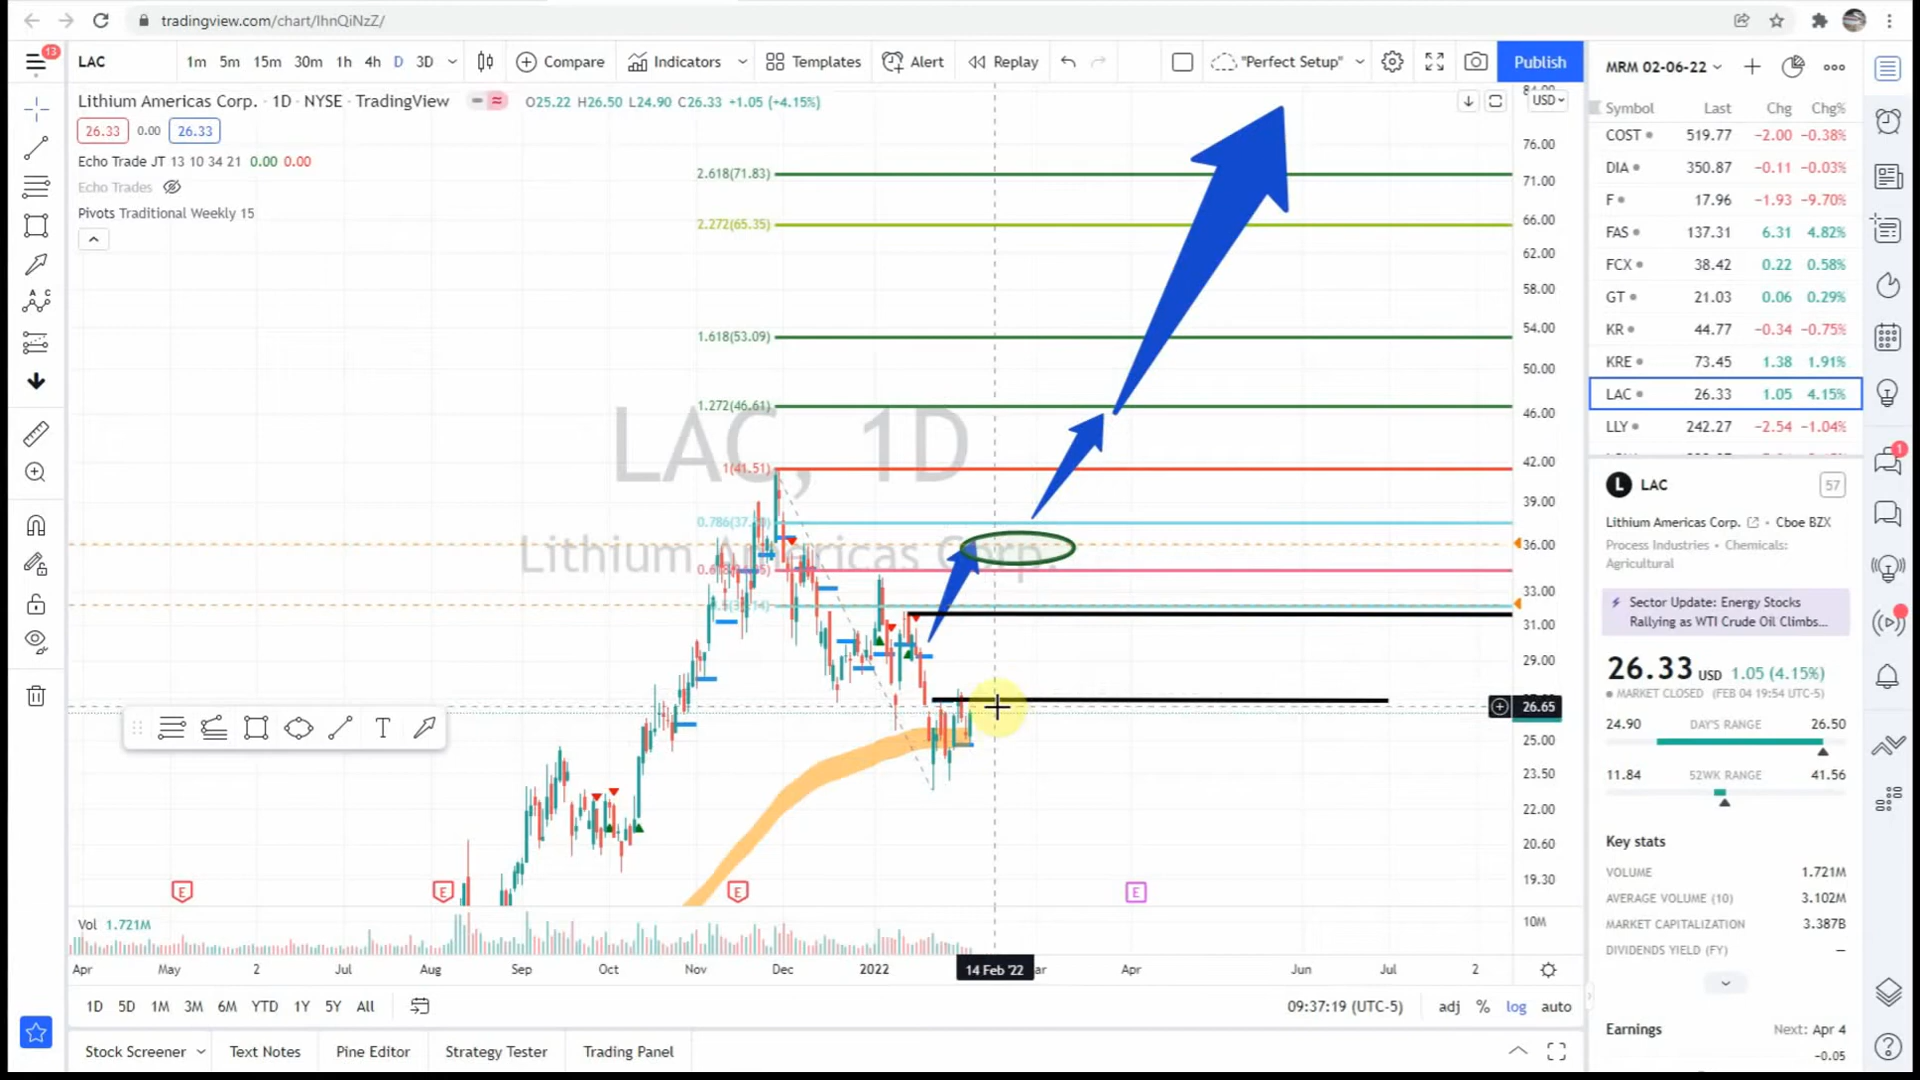 tradingview.com/chart/IhnQiNzZ/
13
LAC
1m 5m 15m 30m 1h 4h D 3D
Compare
Indicators
Templates
Alert
Replay
"Perfect Setup"
Publish
MRM 02-06-22
Lithium Americas Corp. · 1D · NYSE · TradingView
O25.22 H26.50 L24.90 C26.33 +1.05 (+4.15%)
USD
26.33 0.00 26.33
Echo Trade JT 13 10 34 21 0.00 0.00
Echo Trades
Pivots Traditional Weekly 15
2.618(71.83)
2.272(65.35)
1.618(53.09)
1.272(46.61)
1(41.51)
LAC, 1D
Lithium Americas Corp.
76.00
71.00
66.00
62.00
58.00
54.00
50.00
46.00
42.00
39.00
36.00
33.00
31.00
29.00
26.65
25.00
23.50
22.00
20.60
19.30
10M
E E E E
Vol 1.721M
Apr May 2 Jul Aug Sep Oct Nov Dec 2022 14 Feb '22 Apr Jun Jul 2
1D 5D 1M 3M 6M YTD 1Y 5Y All
09:37:19 (UTC-5) adj % log auto
Stock Screener Text Notes Pine Editor Strategy Tester Trading Panel
Symbol Last Chg Chg%
COST 519.77 −2.00 −0.38%
DIA 350.87 −0.11 −0.03%
F 17.96 −1.93 −9.70%
FAS 137.31 6.31 4.82%
FCX 38.42 0.22 0.58%
GT 21.03 0.06 0.29%
KR 44.77 −0.34 −0.75%
KRE 73.45 1.38 1.91%
LAC 26.33 1.05 4.15%
LLY 242.27 −2.54 −1.04%
L LAC 57
Lithium Americas Corp. · Cboe BZX
Process Industries · Chemicals:
Agricultural
Sector Update: Energy Stocks
Rallying as WTI Crude Oil Climbs...
26.33 USD 1.05 (4.15%)
MARKET CLOSED (FEB 04 19:54 UTC-5)
24.90 DAY'S RANGE 26.50
11.84 52WK RANGE 41.56
Key stats
VOLUME 1.721M
AVERAGE VOLUME (10) 3.102M
MARKET CAPITALIZATION 3.387B
DIVIDENDS YIELD (FY) —
Earnings Next: Apr 4
−0.05
1